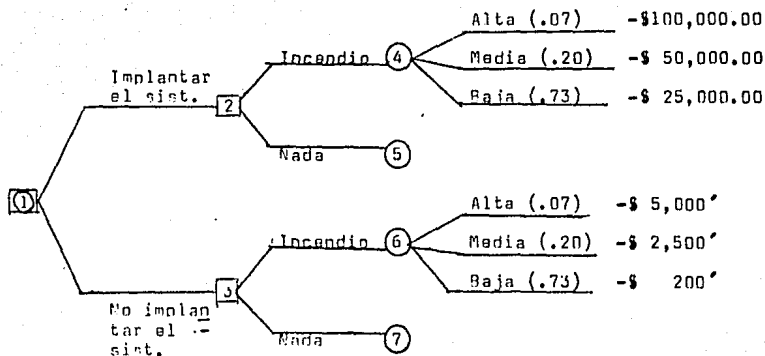 Alta (.07) -$100,000.00
Implantar
el sist.
Incendio
4
Media (.20) -$ 50,000.00
Baja (.73) -$ 25,000.00
2
Nada
5
1
Alta (.07) -$ 5,000'
Incendio
6
Media (.20) -$ 2,500'
Baja (.73) -$ 200'
3
No implan
tar el -
sist.
Nada
7